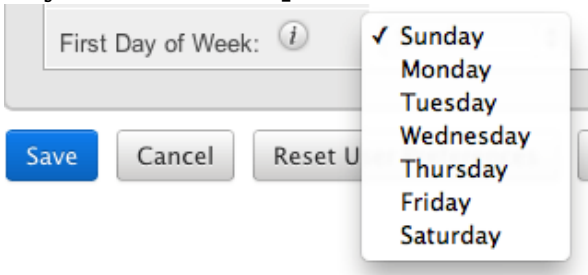 First Day of Week: i ✓ Sunday
Monday
Tuesday
Wednesday
Thursday
Friday
Saturday
Save Cancel Reset U